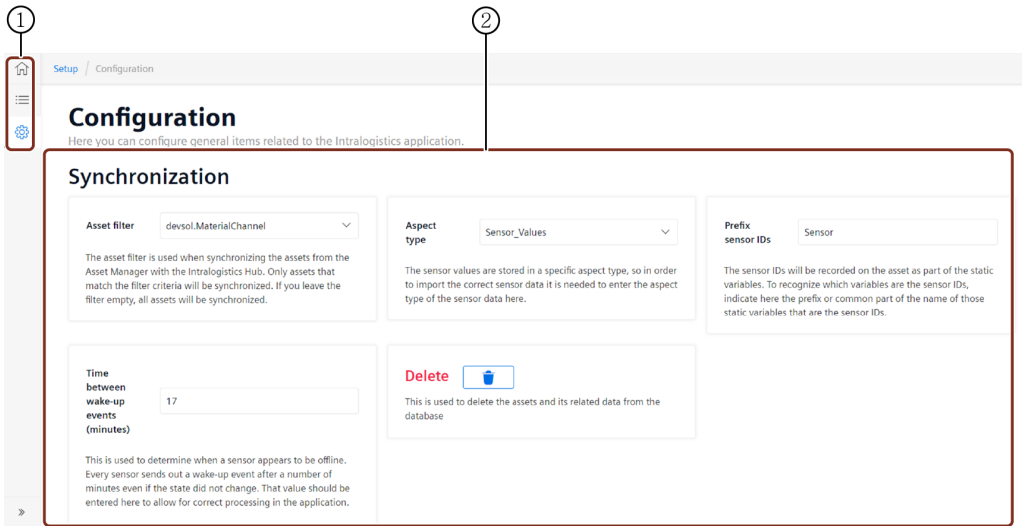 1
2
Setup / Configuration
Configuration
Here you can configure general items related to the Intralogistics application.
Synchronization
Asset filter
devsol.MaterialChannel
The asset filter is used when synchronizing the assets from the
Asset Manager with the Intralogistics Hub. Only assets that
match the filter criteria will be synchronized. If you leave the
filter empty, all assets will be synchronized.
Aspect
type
Sensor_Values
The sensor values are stored in a specific aspect type, so in order
to import the correct sensor data it is needed to enter the aspect
type of the sensor data here.
Prefix
sensor IDs
Sensor
The sensor IDs will be recorded on the asset as part of the static
variables. To recognize which variables are the sensor IDs,
indicate here the prefix or common part of the name of those
static variables that are the sensor IDs.
Time
between
wake-up
events
(minutes)
17
This is used to determine when a sensor appears to be offline.
Every sensor sends out a wake-up event after a number of
minutes even if the state did not change. That value should be
entered here to allow for correct processing in the application.
Delete
This is used to delete the assets and its related data from the
database